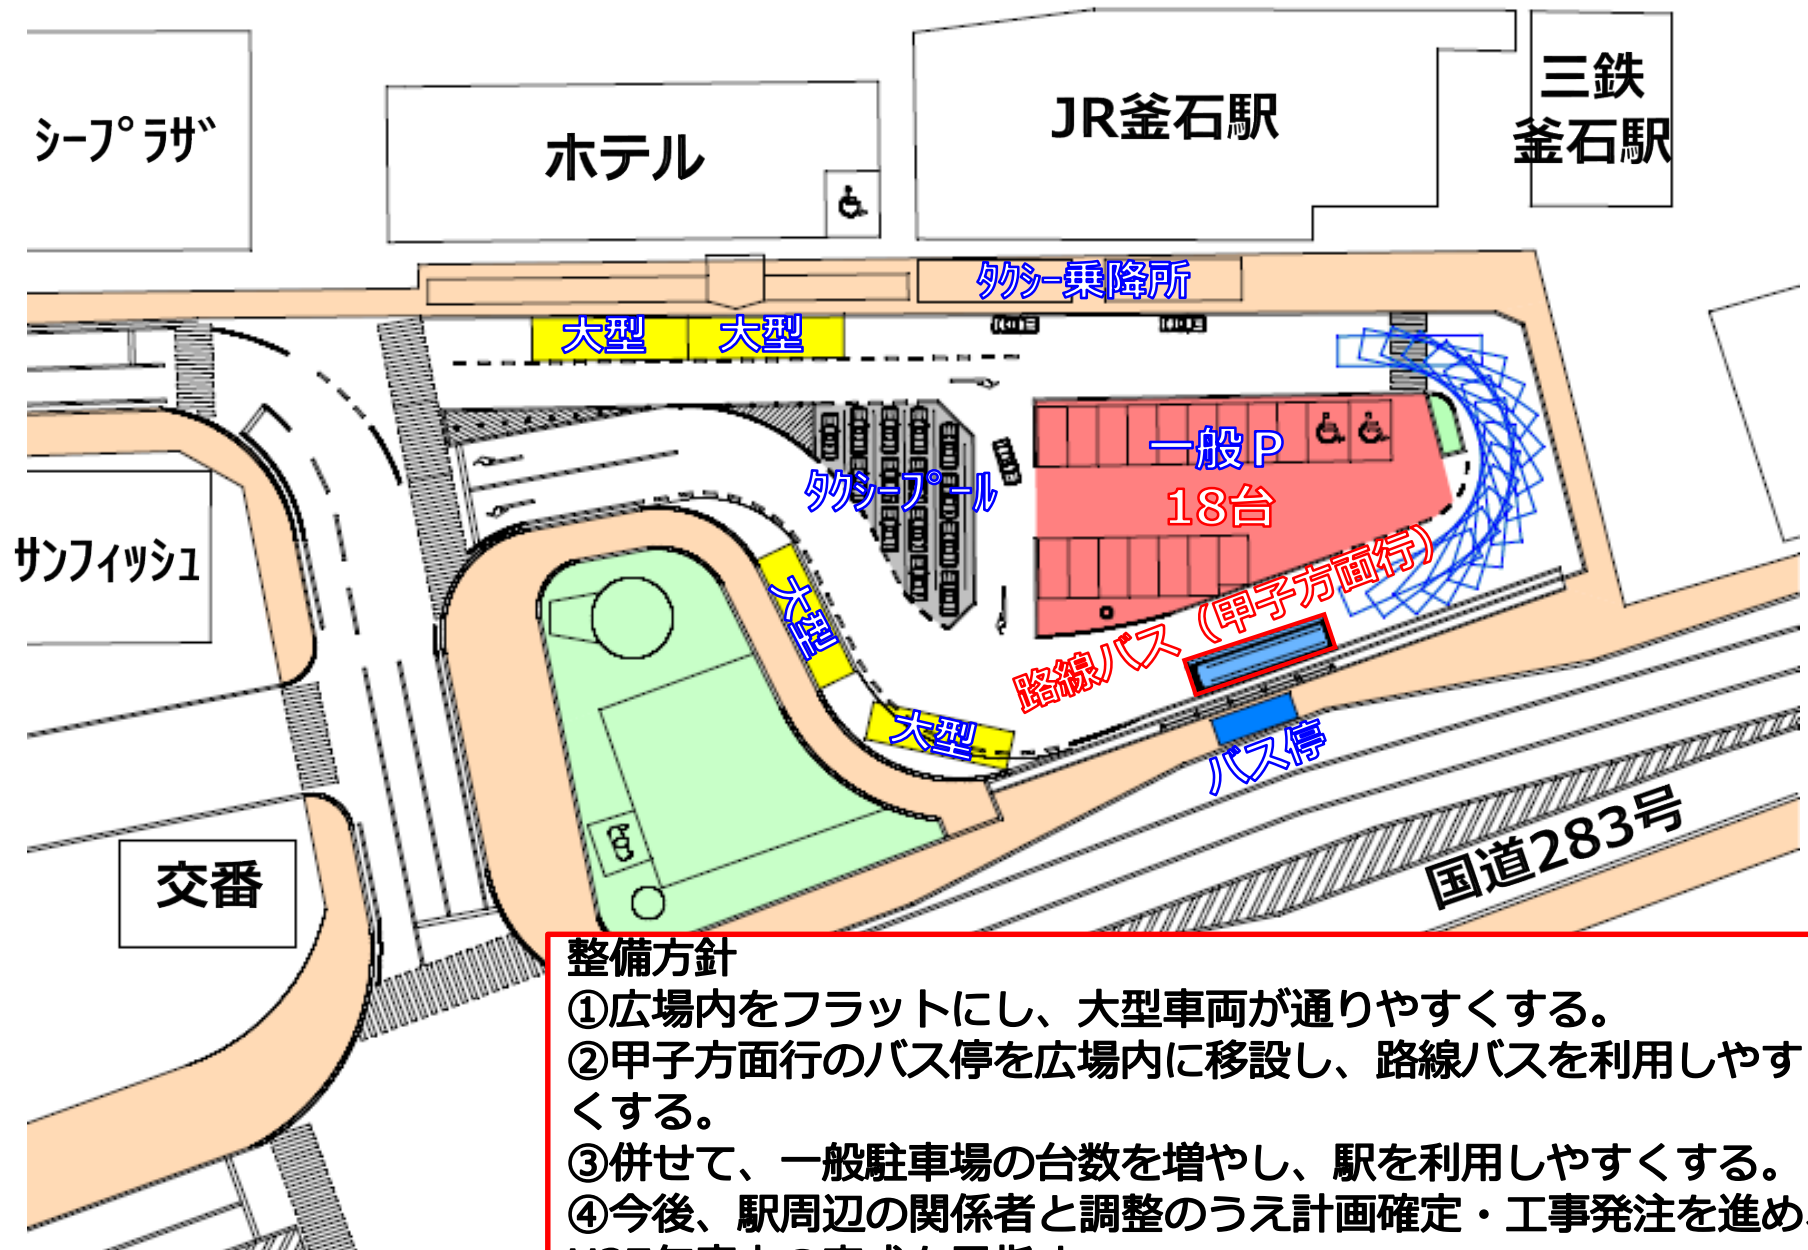 シープラザ
ホテル
JR釜石駅
三鉄
釜石駅
タクシー乗降所
大型
大型
一般P
18台
タクシープール
サンフィッシュ
大型
路線バス（甲子方面行）
大型
バス停
国道283号
交番
整備方針
①広場内をフラットにし、大型車両が通りやすくする。
②甲子方面行のバス停を広場内に移設し、路線バスを利用しやす
くする。
③併せて、一般駐車場の台数を増やし、駅を利用しやすくする。
④今後、駅周辺の関係者と調整のうえ計画確定・工事発注を進め、